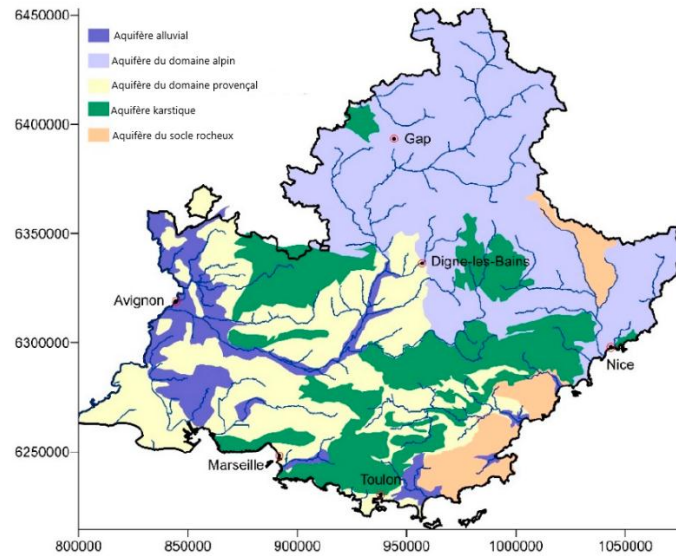 6450000
Aquifère alluvial
Aquifère du domaine alpin
Aquifère du domaine provençal
Aquifère karstique
Aquifère du socle rocheux
6400000
Gap
6350000
Digne-les-Bains
Avignon
6300000
Nice
6250000
Marseille
Toulon
800000 850000 900000 950000 1000000 1050000